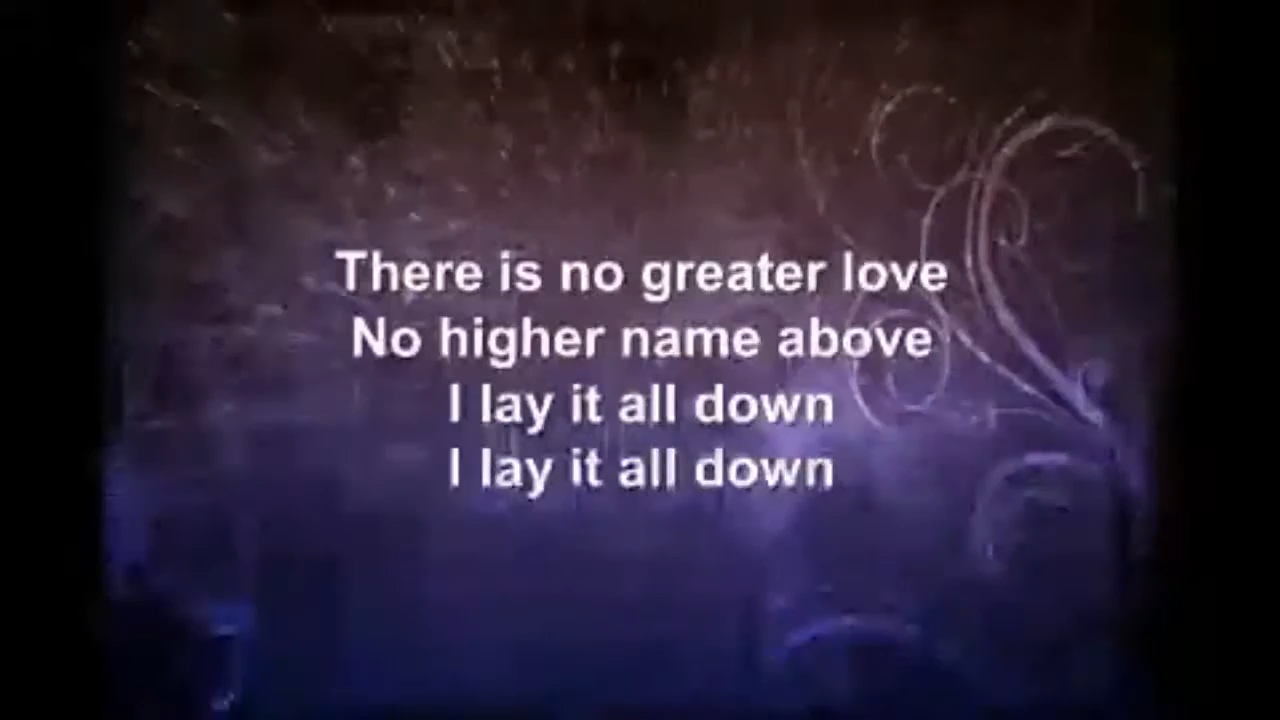 There is no greater love
No higher name above
I lay it all down
I lay it all down